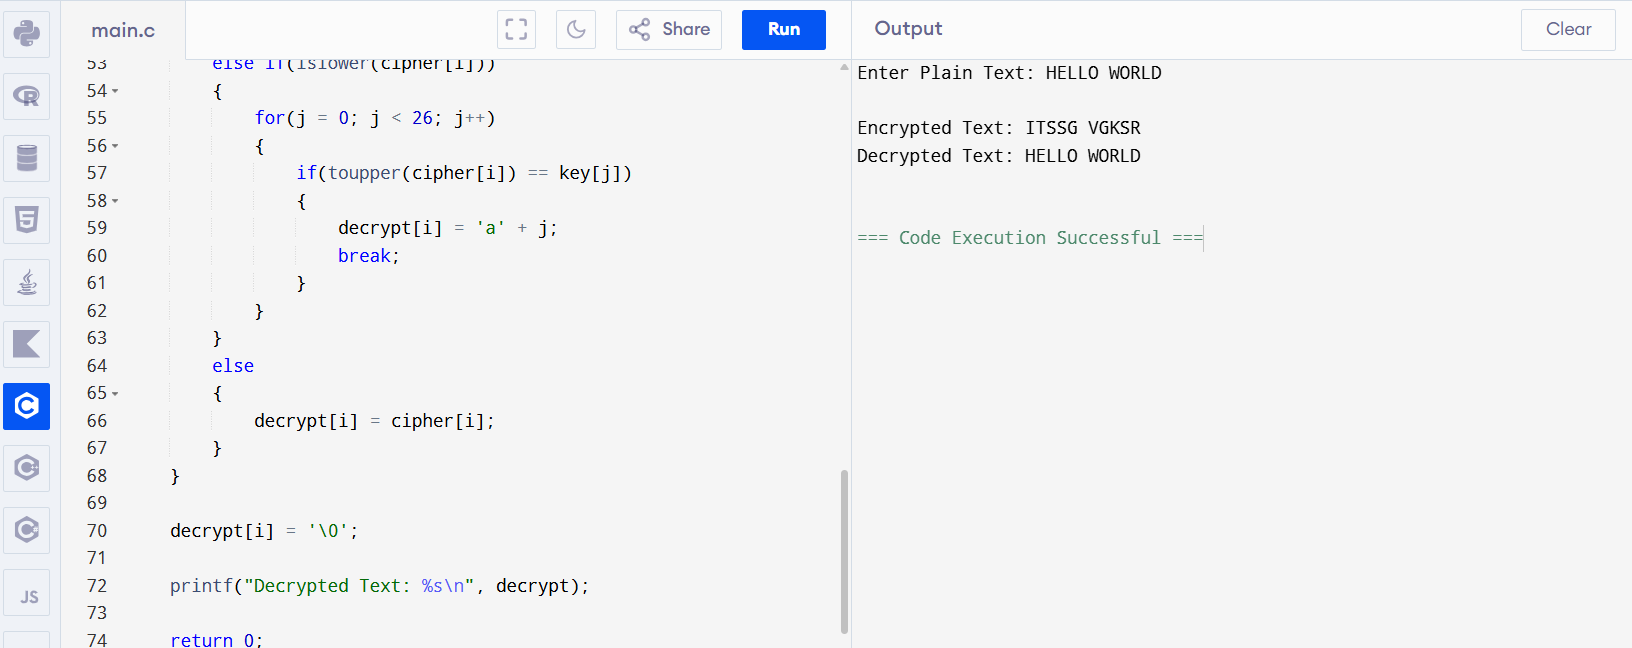 main.c
Share
Run
Output
Clear
53 else if(islower(cipher[i]))
54 {
55 for(j = 0; j < 26; j++)
56 {
57 if(toupper(cipher[i]) == key[j])
58 {
59 decrypt[i] = 'a' + j;
60 break;
61 }
62 }
63 }
64 else
65 {
66 decrypt[i] = cipher[i];
67 }
68 }
69
70 decrypt[i] = '\0';
71
72 printf("Decrypted Text: %s\n", decrypt);
73
74 return 0;
Enter Plain Text: HELLO WORLD
Encrypted Text: ITSSG VGKSR
Decrypted Text: HELLO WORLD
=== Code Execution Successful ===
R
C
C++
C#
JS